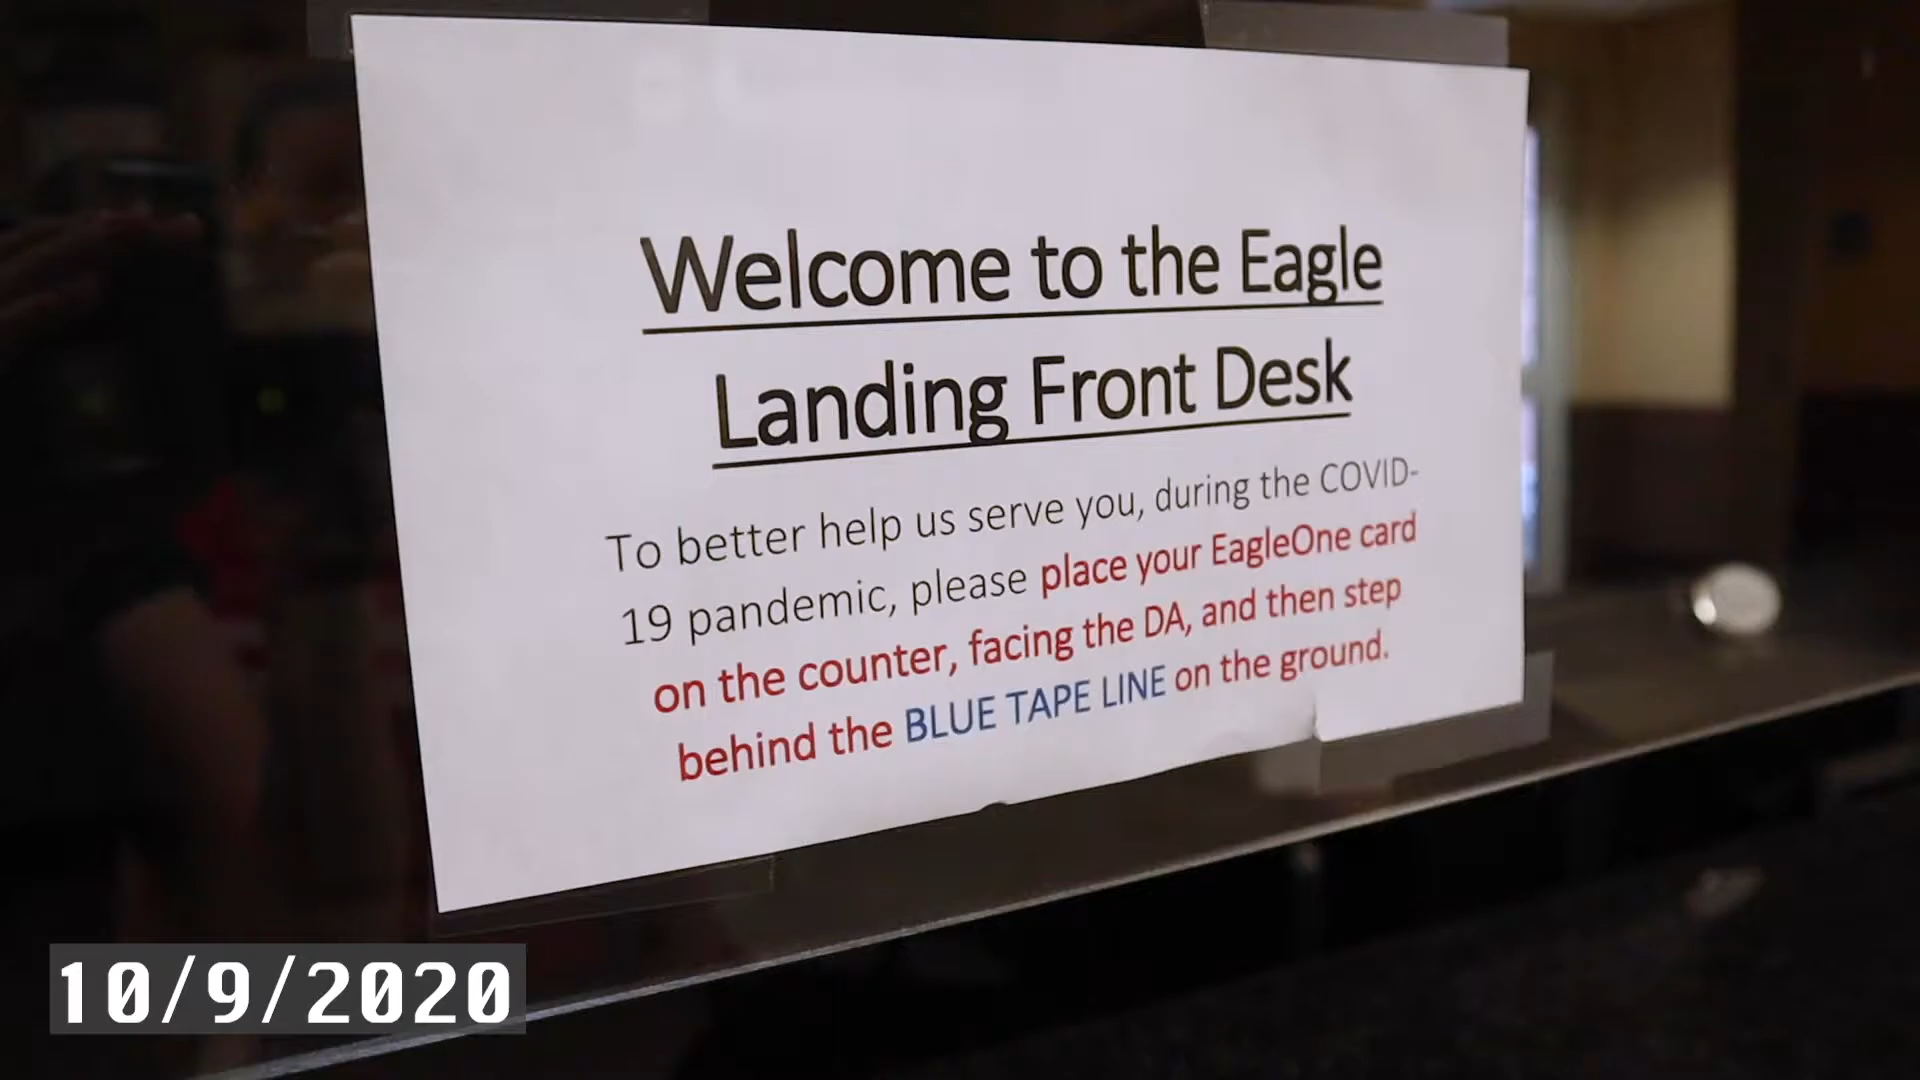 Welcome to the Eagle
Landing Front Desk
To better help us serve you, during the COVID-
19 pandemic, please place your EagleOne card
on the counter, facing the DA, and then step
behind the BLUE TAPE LINE on the ground.
10/9/2020